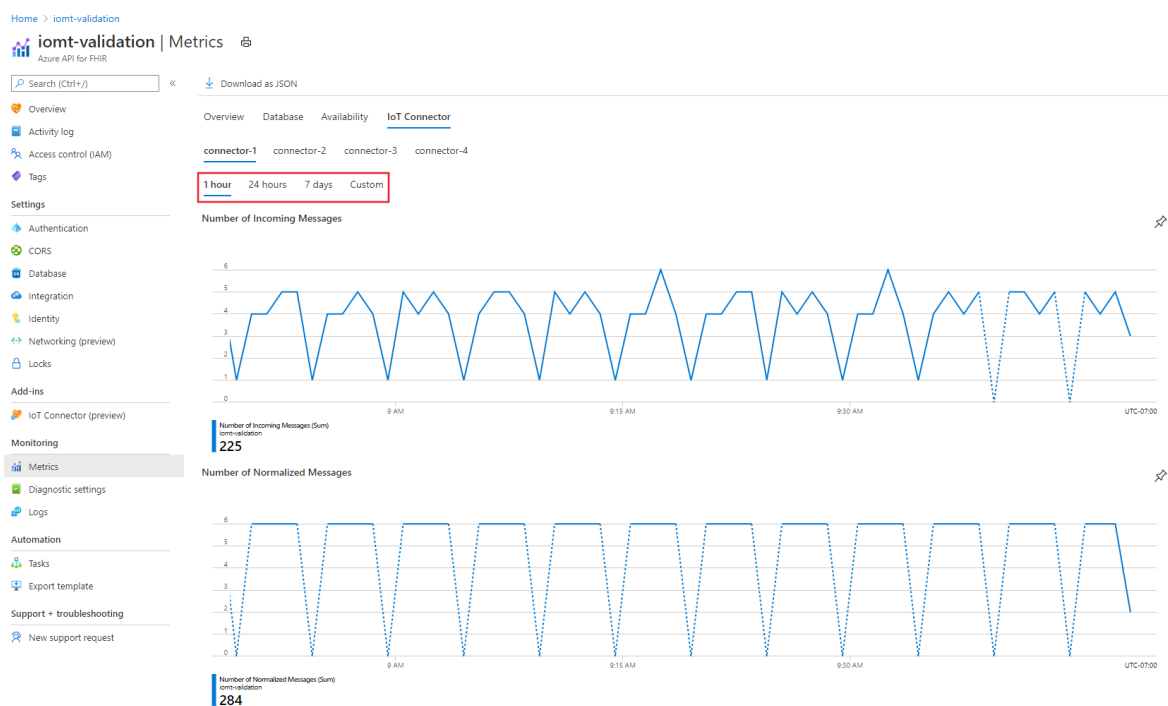 Home > iomt-validation
iomt-validation | Metrics
Azure API for FHIR
Search (Ctrl+/)
«
Overview
Activity log
Access control (IAM)
Tags
Settings
Authentication
CORS
Database
Integration
Identity
Networking (preview)
Locks
Add-ins
IoT Connector (preview)
Monitoring
Metrics
Diagnostic settings
Logs
Automation
Tasks
Export template
Support + troubleshooting
New support request
Download as JSON
Overview Database Availability IoT Connector
connector-1 connector-2 connector-3 connector-4
1 hour 24 hours 7 days Custom
Number of Incoming Messages
6
5
4
3
2
1
0
9 AM 9:15 AM 9:30 AM UTC-07:00
Number of Incoming Messages (Sum)
iomt-validation
225
Number of Normalized Messages
6
5
4
3
2
1
0
9 AM 9:15 AM 9:30 AM UTC-07:00
Number of Normalized Messages (Sum)
iomt-validation
284